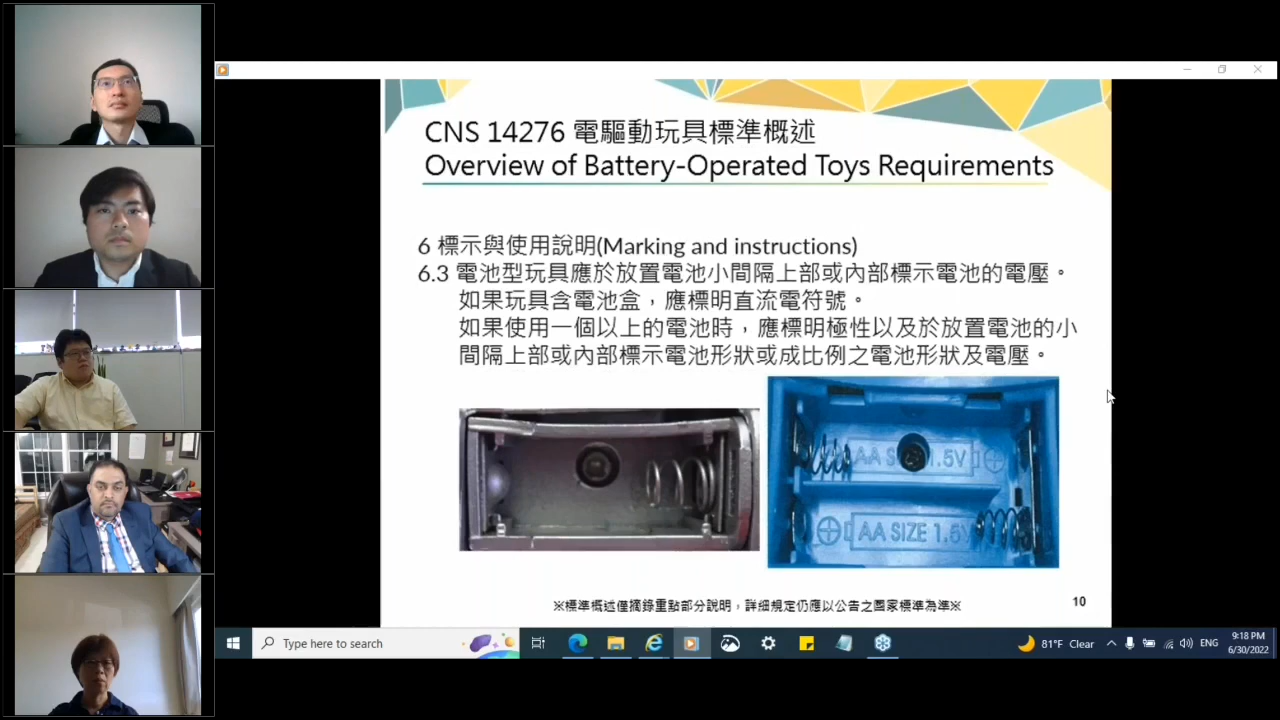 CNS 14276 電驅動玩具標準概述
Overview of Battery-Operated Toys Requirements
6 標示與使用說明(Marking and instructions)
6.3 電池型玩具應於放置電池小間隔上部或內部標示電池的電壓。
如果玩具含電池盒，應標明直流電符號。
如果使用一個以上的電池時，應標明極性以及於放置電池的小
間隔上部或內部標示電池形狀或成比例之電池形狀及電壓。
AA S 1.5V
AA SIZE 1.5V
※標準概述僅摘錄重點部分說明，詳細規定仍應以公告之國家標準為準※
10
Type here to search
81°F Clear
ENG
9:18 PM
6/30/2022